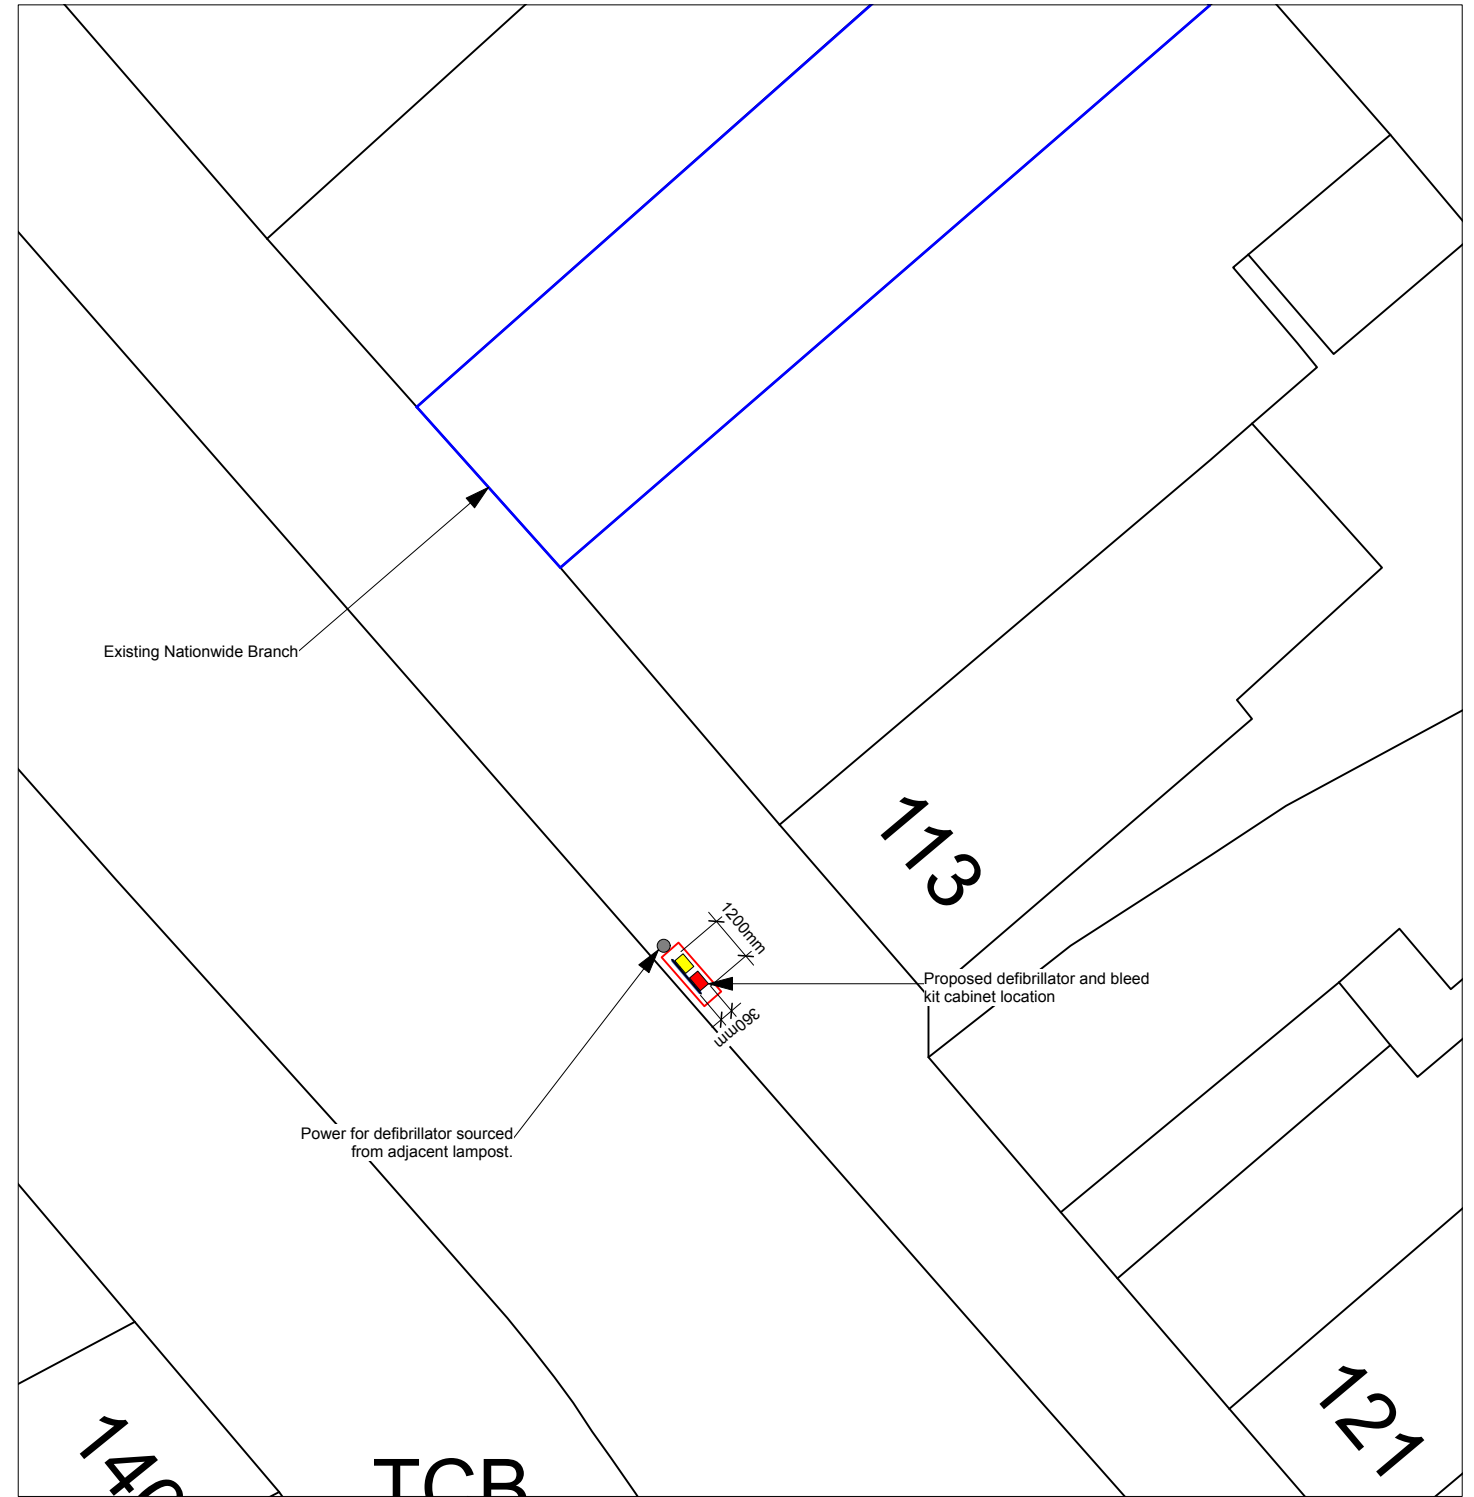 Existing Nationwide Branch
113
1200mm
Proposed defibrillator and bleed
kit cabinet location
360mm
Power for defibrillator sourced
from adjacent lampost.
121
TCB